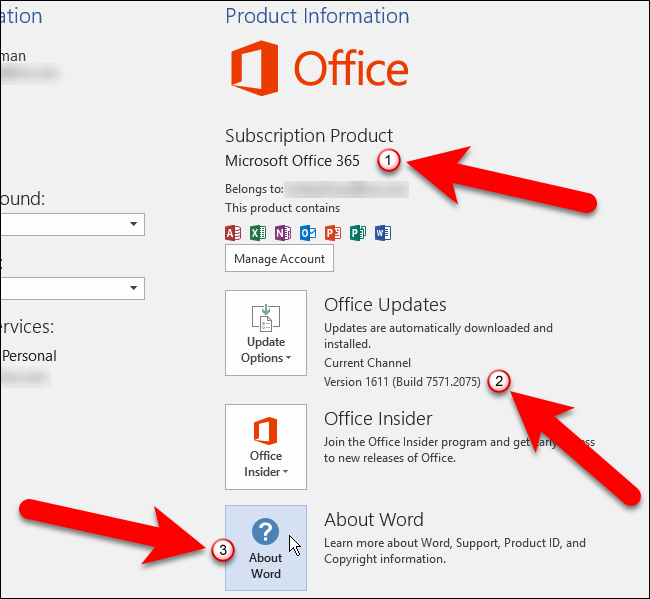 ation
man
ound:
:
ervices:
Personal
Product Information
Office
Subscription Product
Microsoft Office 365
1
Belongs to:
This product contains
A X N O P P W
Manage Account
Update
Options
Office Updates
Updates are automatically downloaded and
installed.
Current Channel
Version 1611 (Build 7571.2075)
2
Office
Insider
Office Insider
Join the Office Insider program and get early ss
to new releases of Office.
3
?
About
Word
About Word
Learn more about Word, Support, Product ID, and
Copyright information.